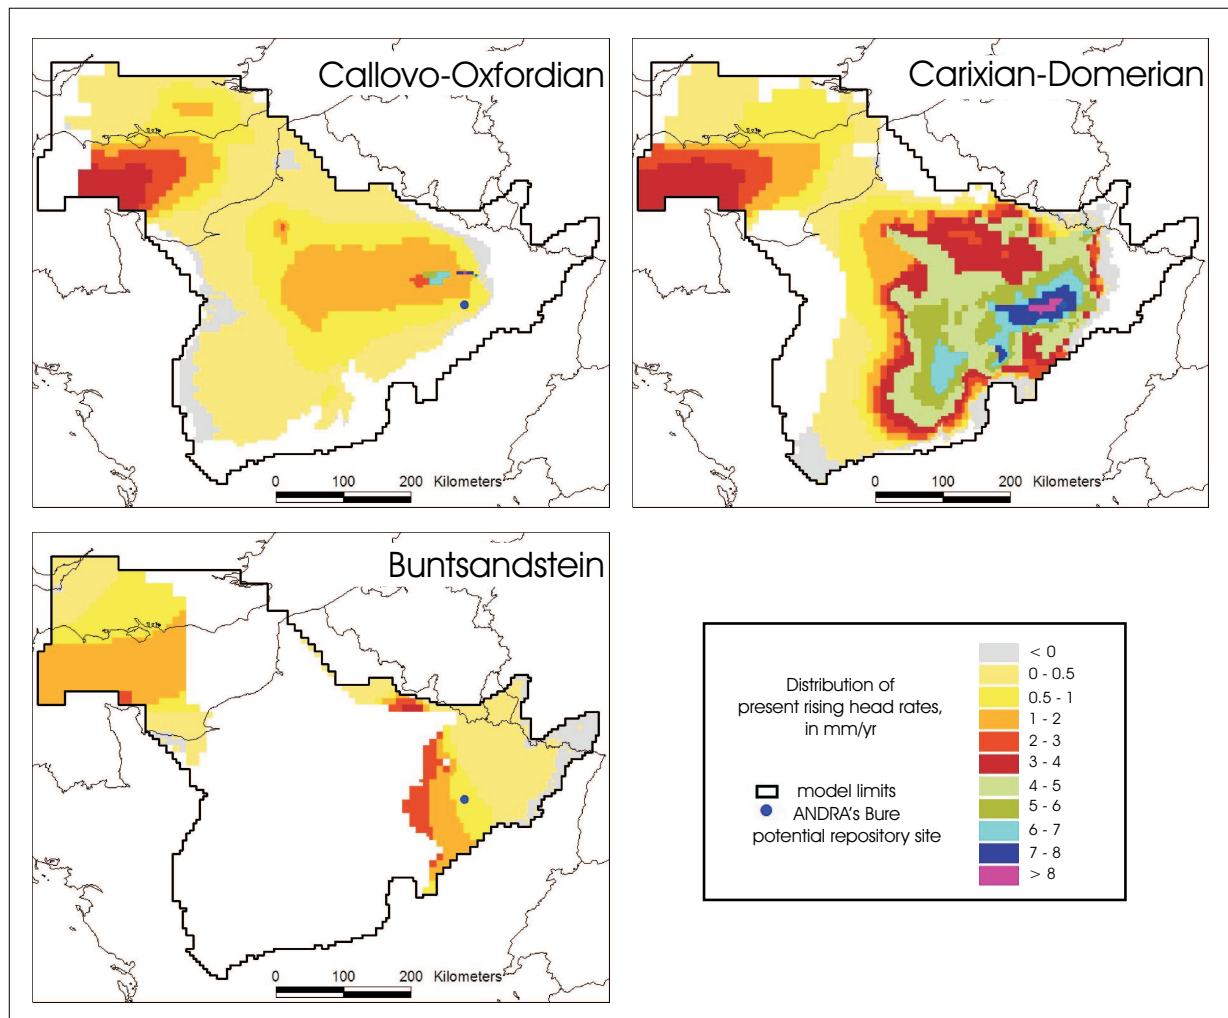 Callovo-Oxfordian
0 100 200 Kilometers
Carixian-Domerian
0 100 200 Kilometers
Buntsandstein
0 100 200 Kilometers
Distribution of
present rising head rates,
in mm/yr
model limits
ANDRA's Bure
potential repository site
< 0
0 - 0.5
0.5 - 1
1 - 2
2 - 3
3 - 4
4 - 5
5 - 6
6 - 7
7 - 8
> 8